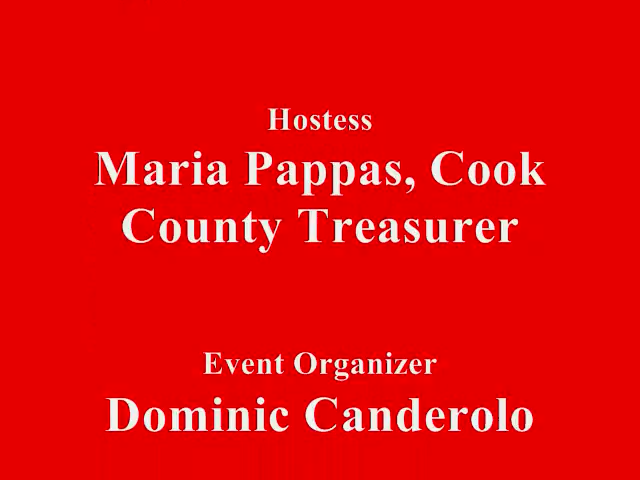 Hostess
Maria Pappas, Cook
County Treasurer
Event Organizer
Dominic Canderolo